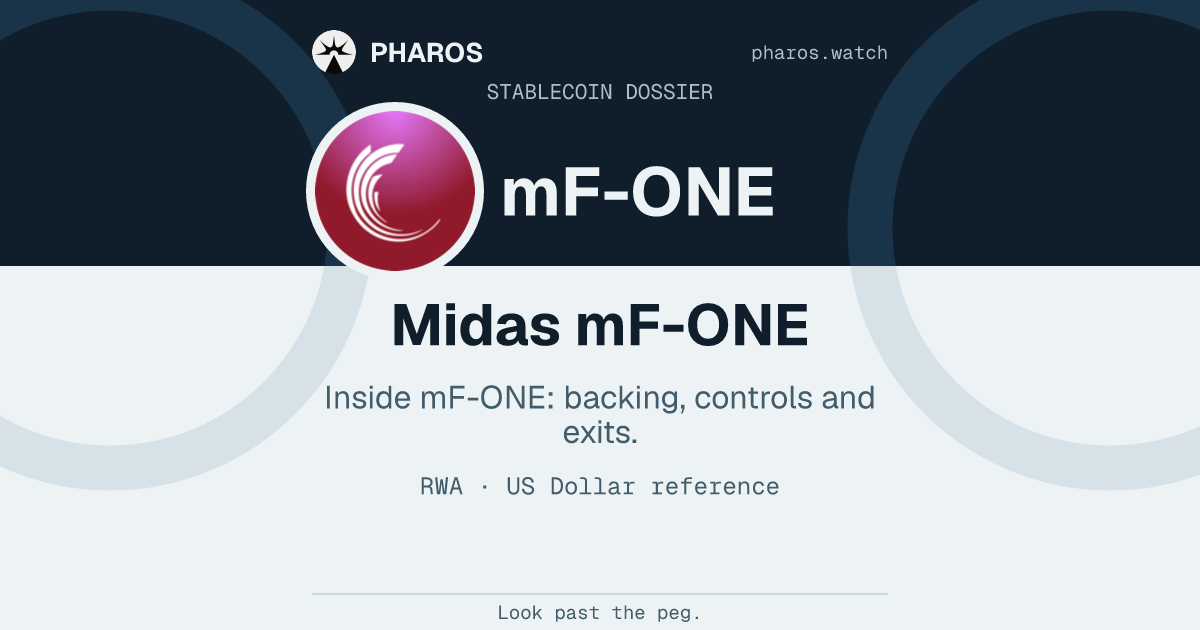 PHAROS
pharos.watch
STABLECOIN DOSSIER
mF-ONE
Midas mF-ONE
Inside mF-ONE: backing, controls and
exits.
RWA · US Dollar reference
Look past the peg.